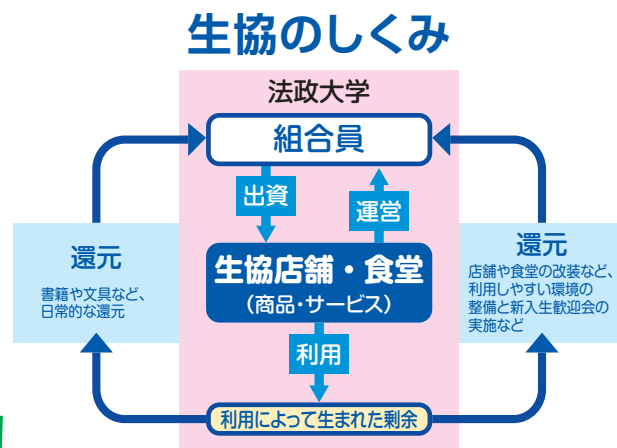 生協のしくみ
法政大学
組合員
出資
運営
生協店舗・食堂
(商品・サービス)
利用
利用によって生まれた剰余
還元
書籍や文具など、
日常的な還元
還元
店舗や食堂の改装など、
利用しやすい環境の
整備と新入生歓迎会の
実施など